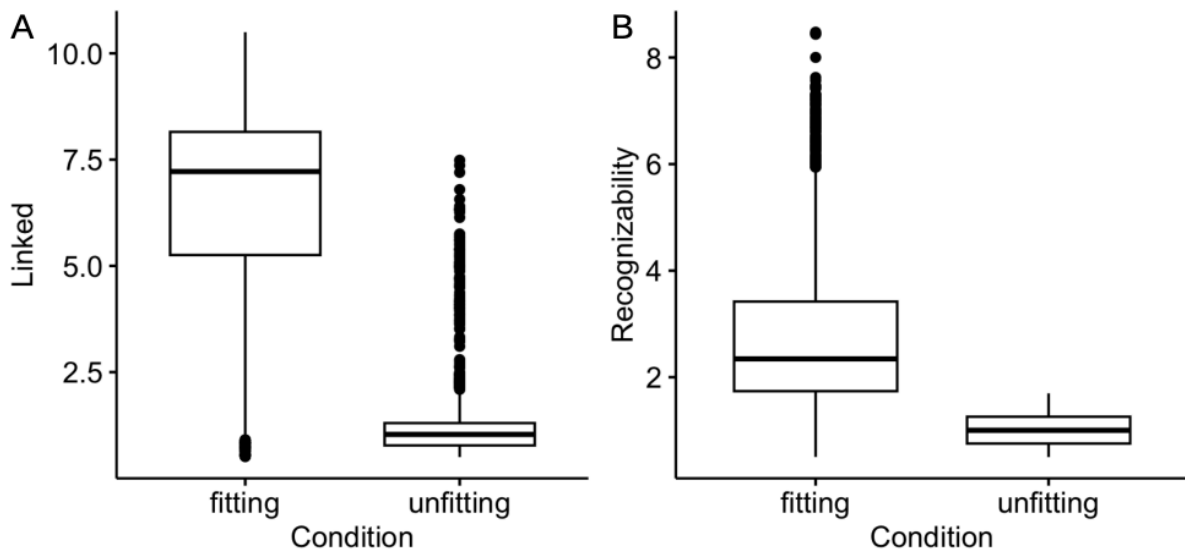 A
10.0
7.5
5.0
2.5
Linked
fitting unfitting
Condition
B
8
6
4
2
Recognizability
fitting unfitting
Condition